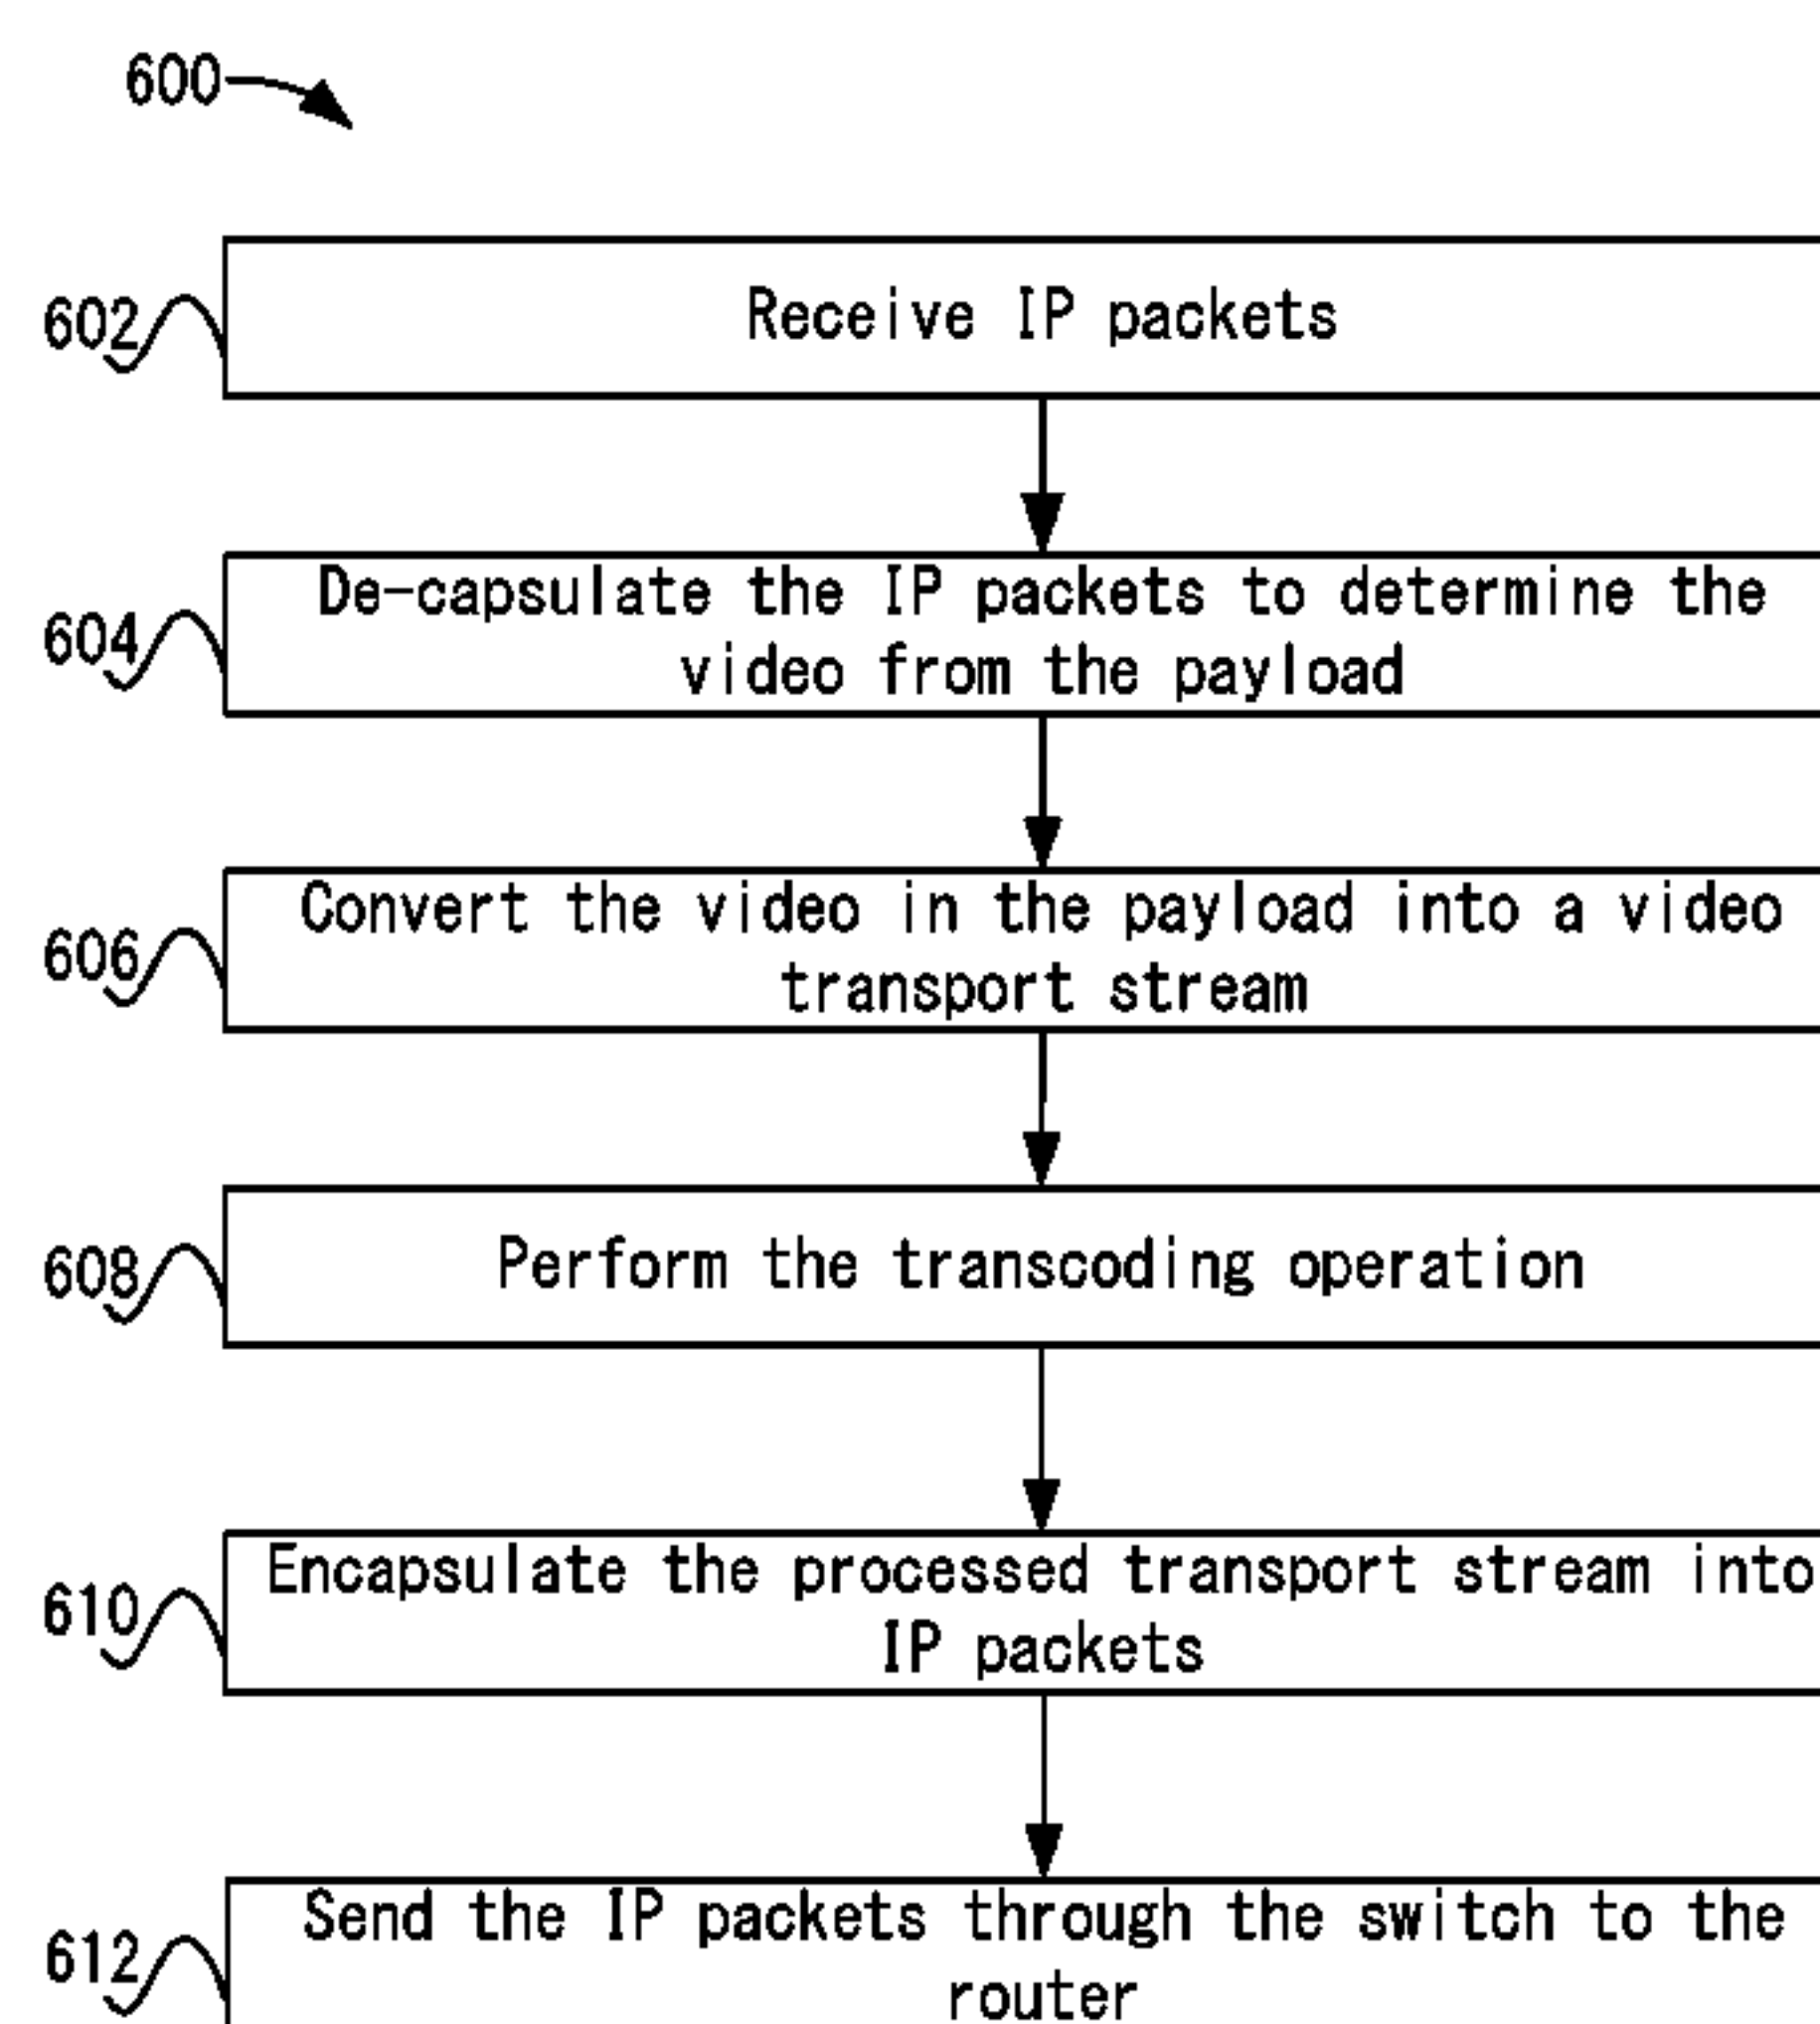 600
602
Receive IP packets
604
De-capsulate the IP packets to determine the
video from the payload
606
Convert the video in the payload into a video
transport stream
608
Perform the transcoding operation
610
Encapsulate the processed transport stream into
IP packets
612
Send the IP packets through the switch to the
router